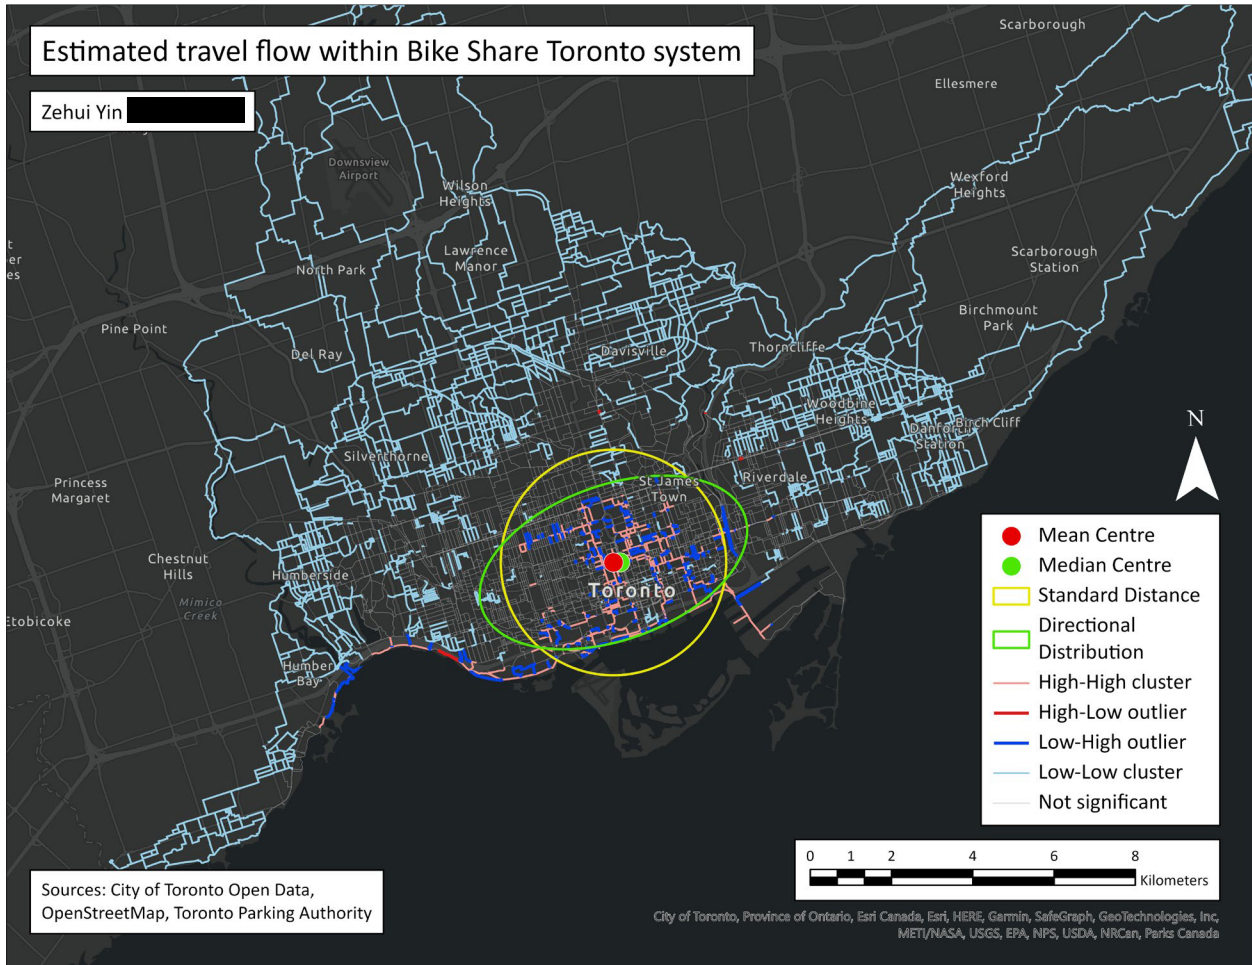 Scarborough
Estimated travel flow within Bike Share Toronto system
Ellesmere
Zehui Yin
Downsview
Airport
Wilson
Heights
Wexford
Heights
Lawrence
Manor
Scarborough
Station
North Park
Birchmount
Park
Pine Point
Del Ray
Davisville
Thorncliffe
Woodbine
Heights
Danforth
Station
Birch Cliff
Silverthorne
Princess
Margaret
St James
Town
Riverdale
N
Chestnut
Hills
Humberside
Mimico
Creek
Toronto
Etobicoke
Humber
Bay
Mean Centre
Median Centre
Standard Distance
Directional
Distribution
High-High cluster
High-Low outlier
Low-High outlier
Low-Low cluster
Not significant
0 1 2 4 6 8
Kilometers
Sources: City of Toronto Open Data,
OpenStreetMap, Toronto Parking Authority
City of Toronto, Province of Ontario, Esri Canada, Esri, HERE, Garmin, SafeGraph, GeoTechnologies, Inc,
METI/NASA, USGS, EPA, NPS, USDA, NRCan, Parks Canada